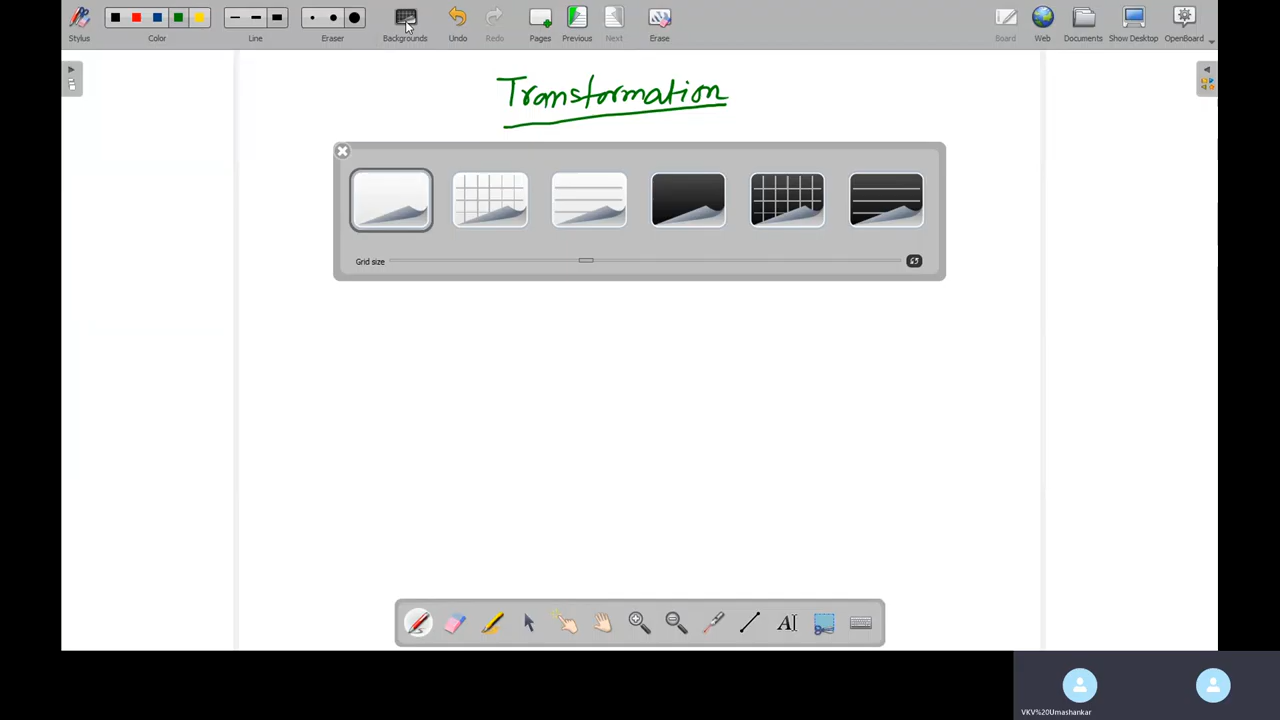 Stylus Color Line Eraser Backgrounds Undo Redo Pages Previous Next Erase Board Web Documents Show Desktop OpenBoard
Transformation
Grid size
A
VKV%20Umashankar